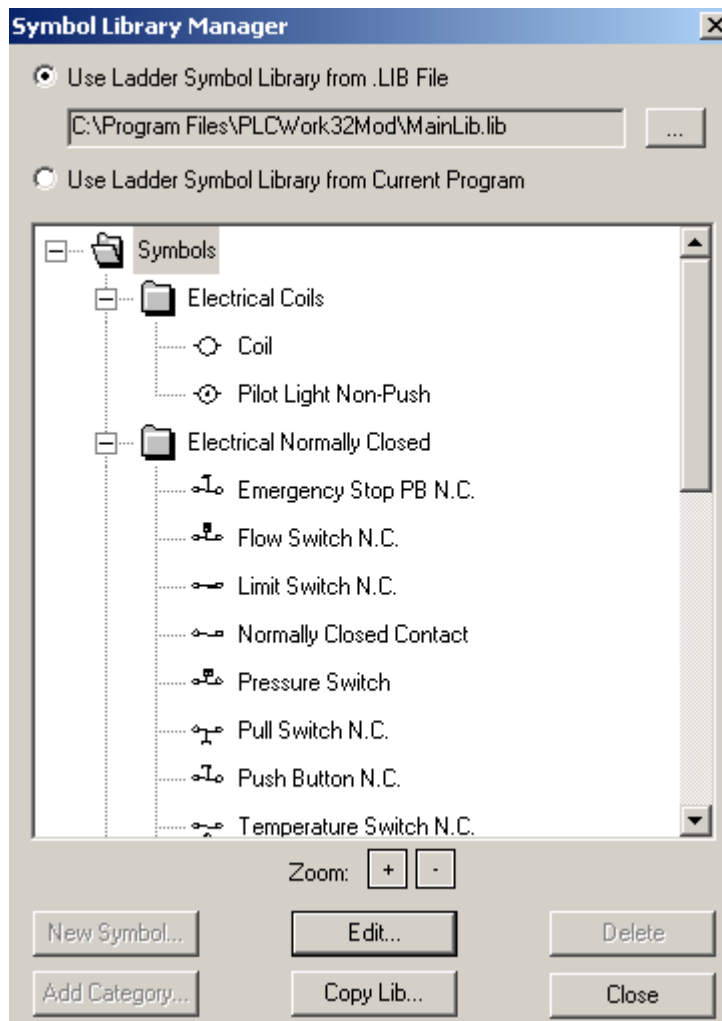 Symbol Library Manager
Use Ladder Symbol Library from .LIB File
C:\Program Files\PLCWork32Mod\MainLib.lib
...
Use Ladder Symbol Library from Current Program
Symbols
Electrical Coils
Coil
Pilot Light Non-Push
Electrical Normally Closed
Emergency Stop PB N.C.
Flow Switch N.C.
Limit Switch N.C.
Normally Closed Contact
Pressure Switch
Pull Switch N.C.
Push Button N.C.
Temperature Switch N.C.
Zoom: + -
New Symbol... Edit... Delete
Add Category... Copy Lib... Close